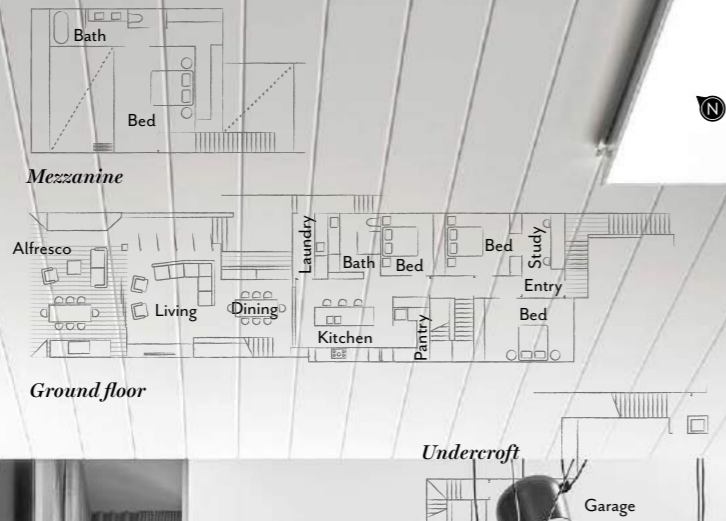 Bath
Bed
N
Mezzanine
Alfresco
Living
Dining
Laundry
Bath
Bed
Bed
Study
Entry
Kitchen
Pantry
Bed
Ground floor
Undercroft
Garage